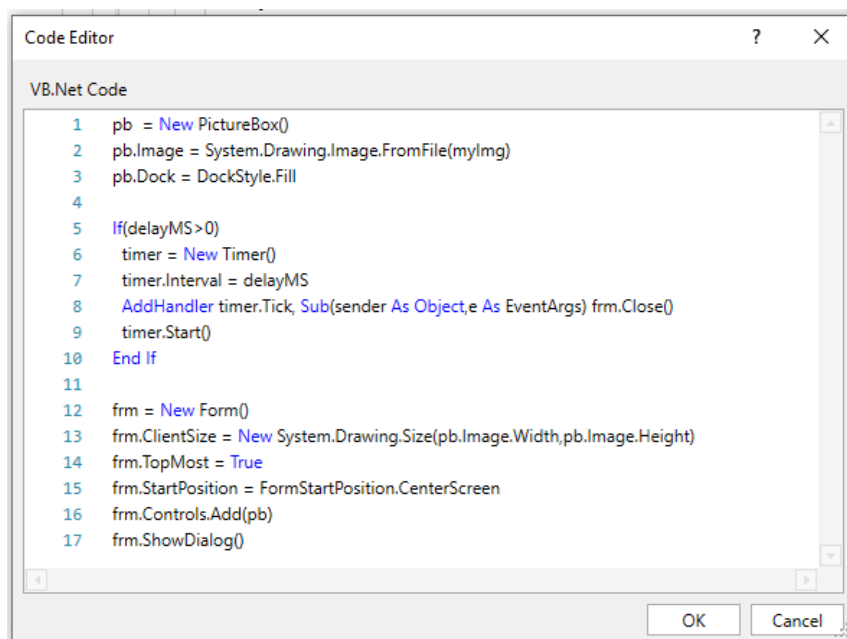 Code Editor ? ×
VB.Net Code
1 pb = New PictureBox()
2 pb.Image = System.Drawing.Image.FromFile(myImg)
3 pb.Dock = DockStyle.Fill
4
5 If(delayMS>0)
6 timer = New Timer()
7 timer.Interval = delayMS
8 AddHandler timer.Tick, Sub(sender As Object,e As EventArgs) frm.Close()
9 timer.Start()
10 End If
11
12 frm = New Form()
13 frm.ClientSize = New System.Drawing.Size(pb.Image.Width,pb.Image.Height)
14 frm.TopMost = True
15 frm.StartPosition = FormStartPosition.CenterScreen
16 frm.Controls.Add(pb)
17 frm.ShowDialog()
OK Cancel